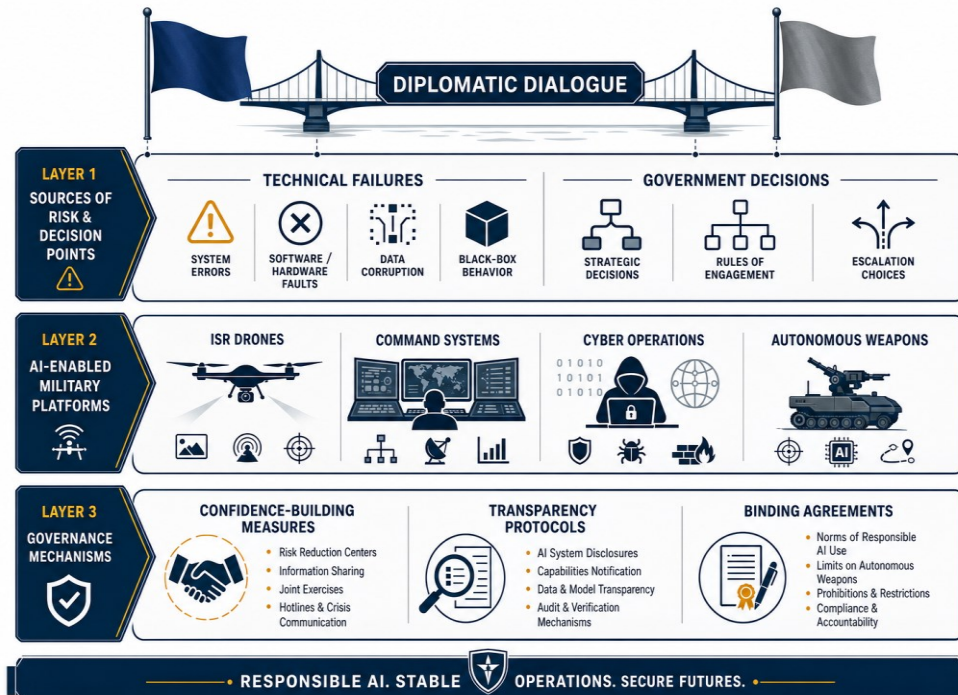 DIPLOMATIC DIALOGUE
LAYER 1
SOURCES OF
RISK &
DECISION
POINTS
TECHNICAL FAILURES
SYSTEM
ERRORS
SOFTWARE /
HARDWARE
FAULTS
DATA
CORRUPTION
BLACK-BOX
BEHAVIOR
GOVERNMENT DECISIONS
STRATEGIC
DECISIONS
RULES OF
ENGAGEMENT
ESCALATION
CHOICES
LAYER 2
AI-ENABLED
MILITARY
PLATFORMS
ISR DRONES
COMMAND SYSTEMS
CYBER OPERATIONS
01010
10101
01010
AUTONOMOUS WEAPONS
AI
LAYER 3
GOVERNANCE
MECHANISMS
CONFIDENCE-BUILDING
MEASURES
• Risk Reduction Centers
• Information Sharing
• Joint Exercises
• Hotlines & Crisis
Communication
TRANSPARENCY
PROTOCOLS
• AI System Disclosures
• Capabilities Notification
• Data & Model Transparency
• Audit & Verification
Mechanisms
BINDING AGREEMENTS
• Norms of Responsible
AI Use
• Limits on Autonomous
Weapons
• Prohibitions & Restrictions
• Compliance &
Accountability
RESPONSIBLE AI. STABLE OPERATIONS. SECURE FUTURES.